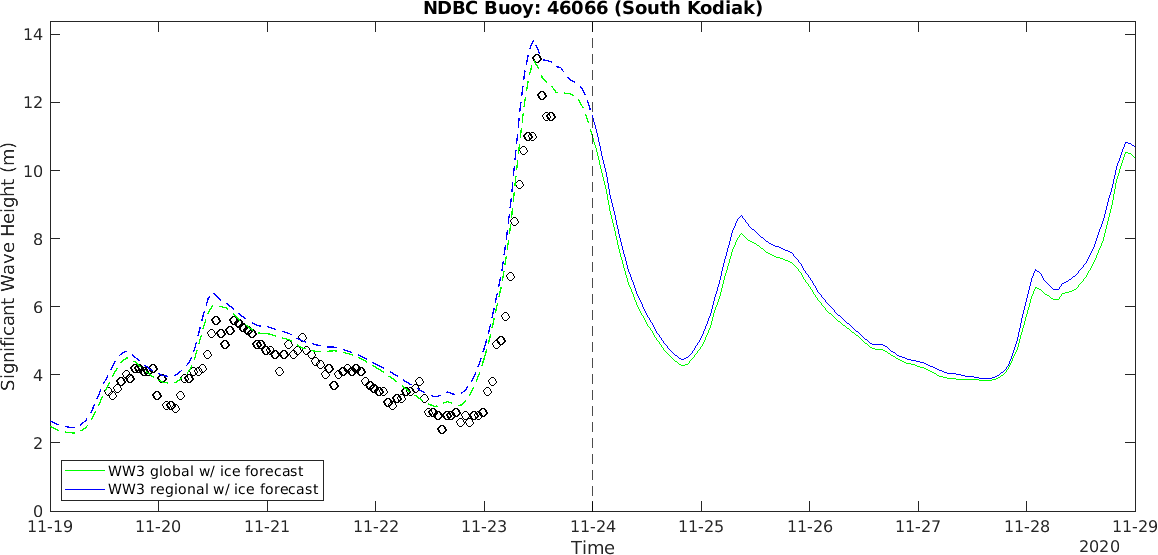 NDBC Buoy: 46066 (South Kodiak)
Significant Wave Height (m)
14
12
10
8
6
4
2
0
WW3 global w/ ice forecast
WW3 regional w/ ice forecast
11-19 11-20 11-21 11-22 11-23 11-24 11-25 11-26 11-27 11-28 11-29
Time
2020